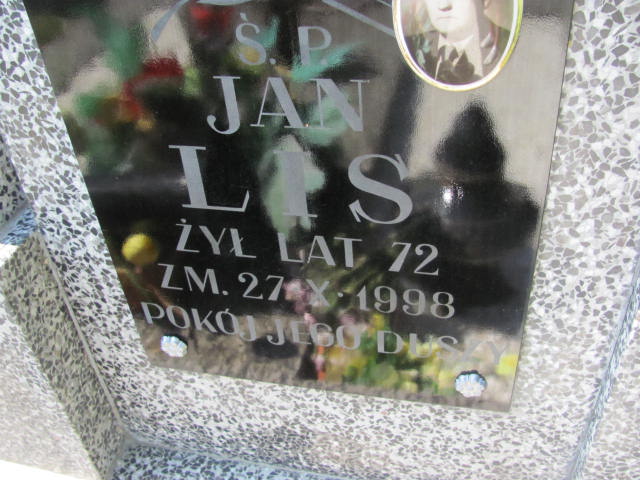 Ś. P.
JAN
LIS
ŻYŁ LAT 72
ZM. 27. X. 1998
POKÓJ JEGO DUSZY